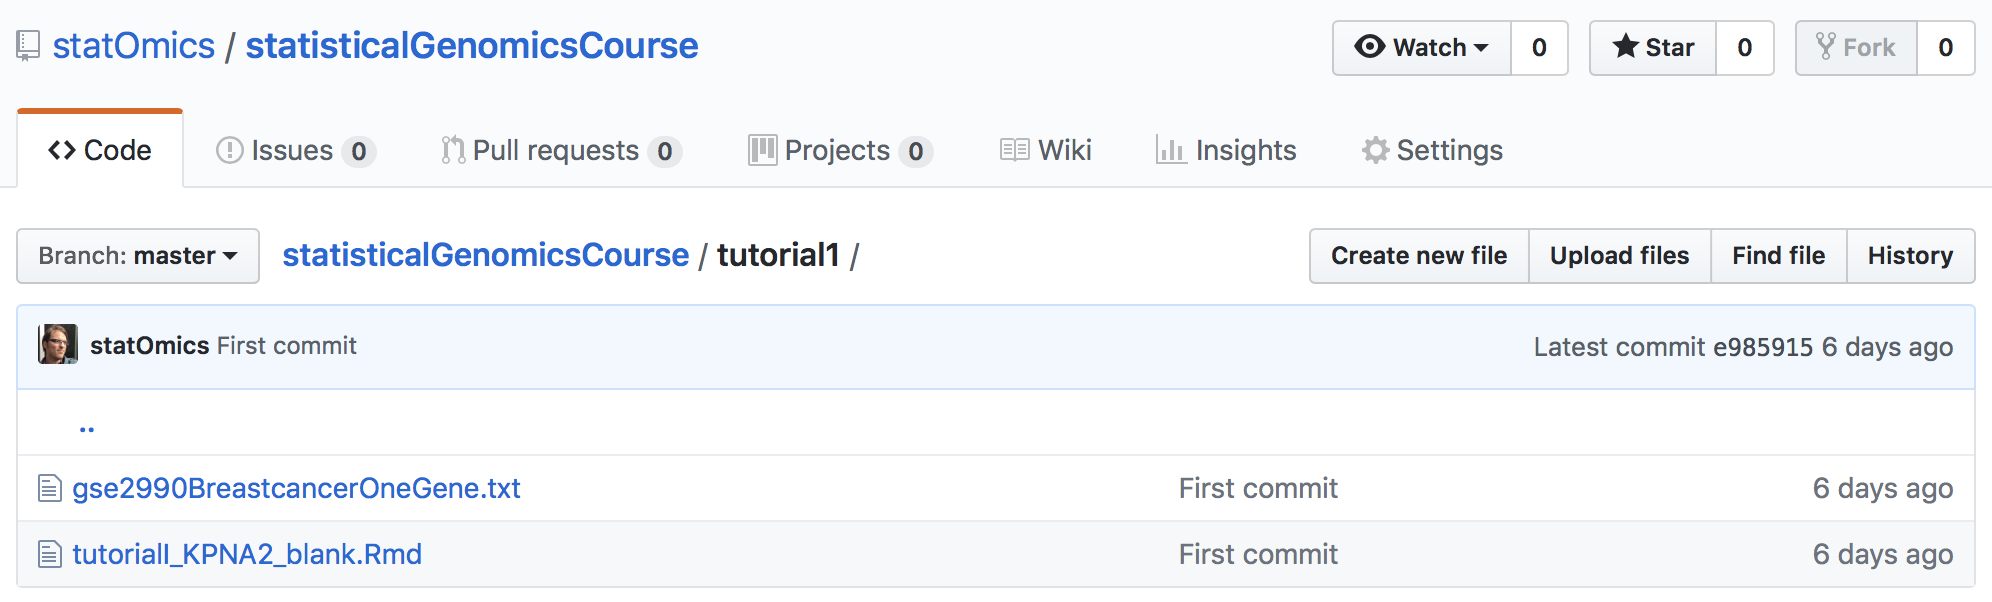 statOmics / statisticalGenomicsCourse Watch 0 Star 0 Fork 0
Code Issues 0 Pull requests 0 Projects 0 Wiki Insights Settings
Branch: master statisticalGenomicsCourse / tutorial1 / Create new file Upload files Find file History
statOmics First commit Latest commit e985915 6 days ago
..
gse2990BreastcancerOneGene.txt First commit 6 days ago
tutorialI_KPNA2_blank.Rmd First commit 6 days ago